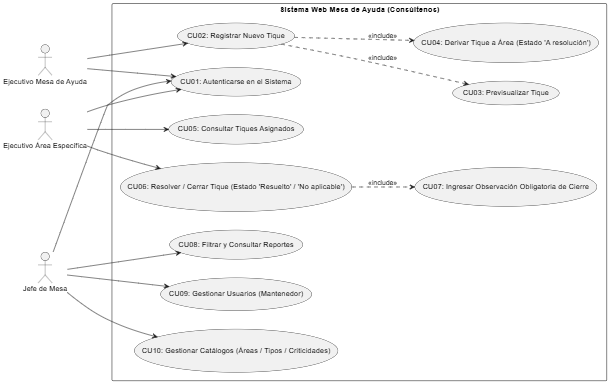 Sistema Web Mesa de Ayuda (Consúltenos)
CU02: Registrar Nuevo Tique
«include»
CU04: Derivar Tique a Área (Estado 'A resolución')
«include»
Ejecutivo Mesa de Ayuda
CU01: Autenticarse en el Sistema
CU03: Previsualizar Tique
CU05: Consultar Tiques Asignados
Ejecutivo Área Específica
CU06: Resolver / Cerrar Tique (Estado 'Resuelto' / 'No aplicable')
«include»
CU07: Ingresar Observación Obligatoria de Cierre
CU08: Filtrar y Consultar Reportes
Jefe de Mesa
CU09: Gestionar Usuarios (Mantenedor)
CU10: Gestionar Catálogos (Áreas / Tipos / Criticidades)